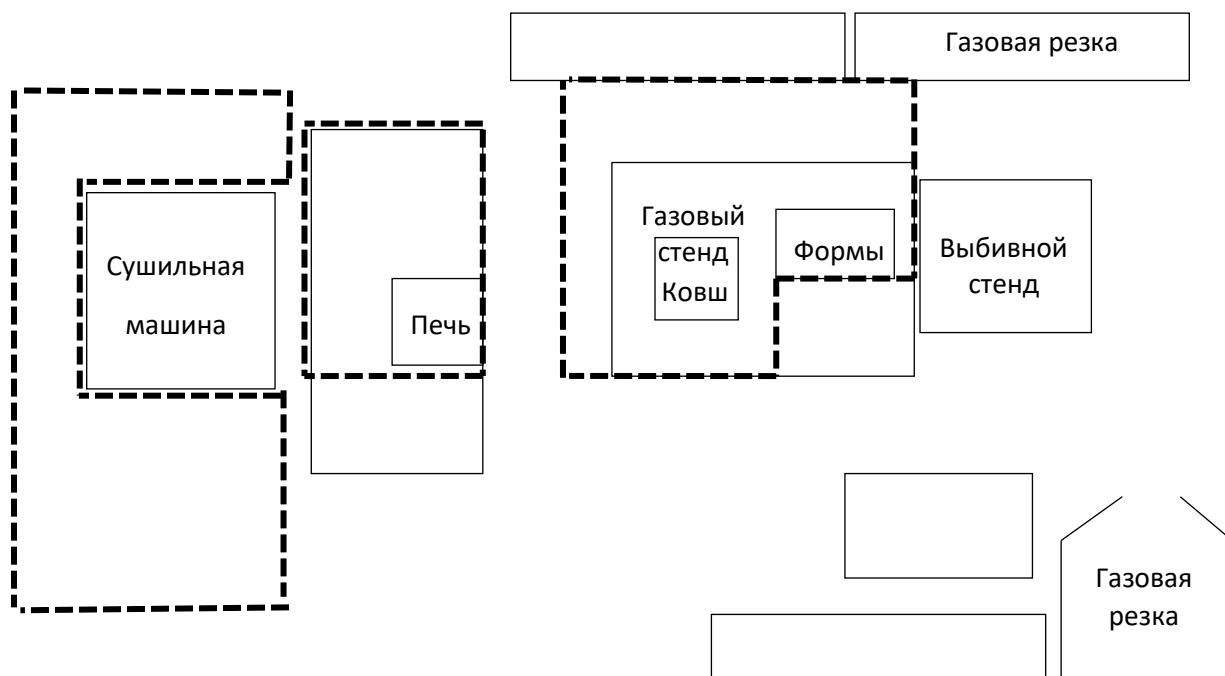 Газовая резка
Сушильная
машина
Печь
Газовый
стенд
Ковш
Формы
Выбивной
стенд
Газовая
резка